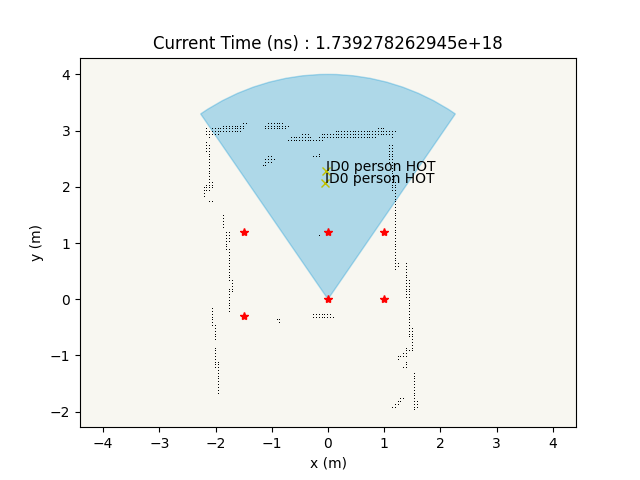 Current Time (ns) : 1.739278262945e+18
4
3
2
1
0
−1
−2
y (m)
ID0 person HOT
ID0 person HOT
−4 −3 −2 −1 0 1 2 3 4
x (m)